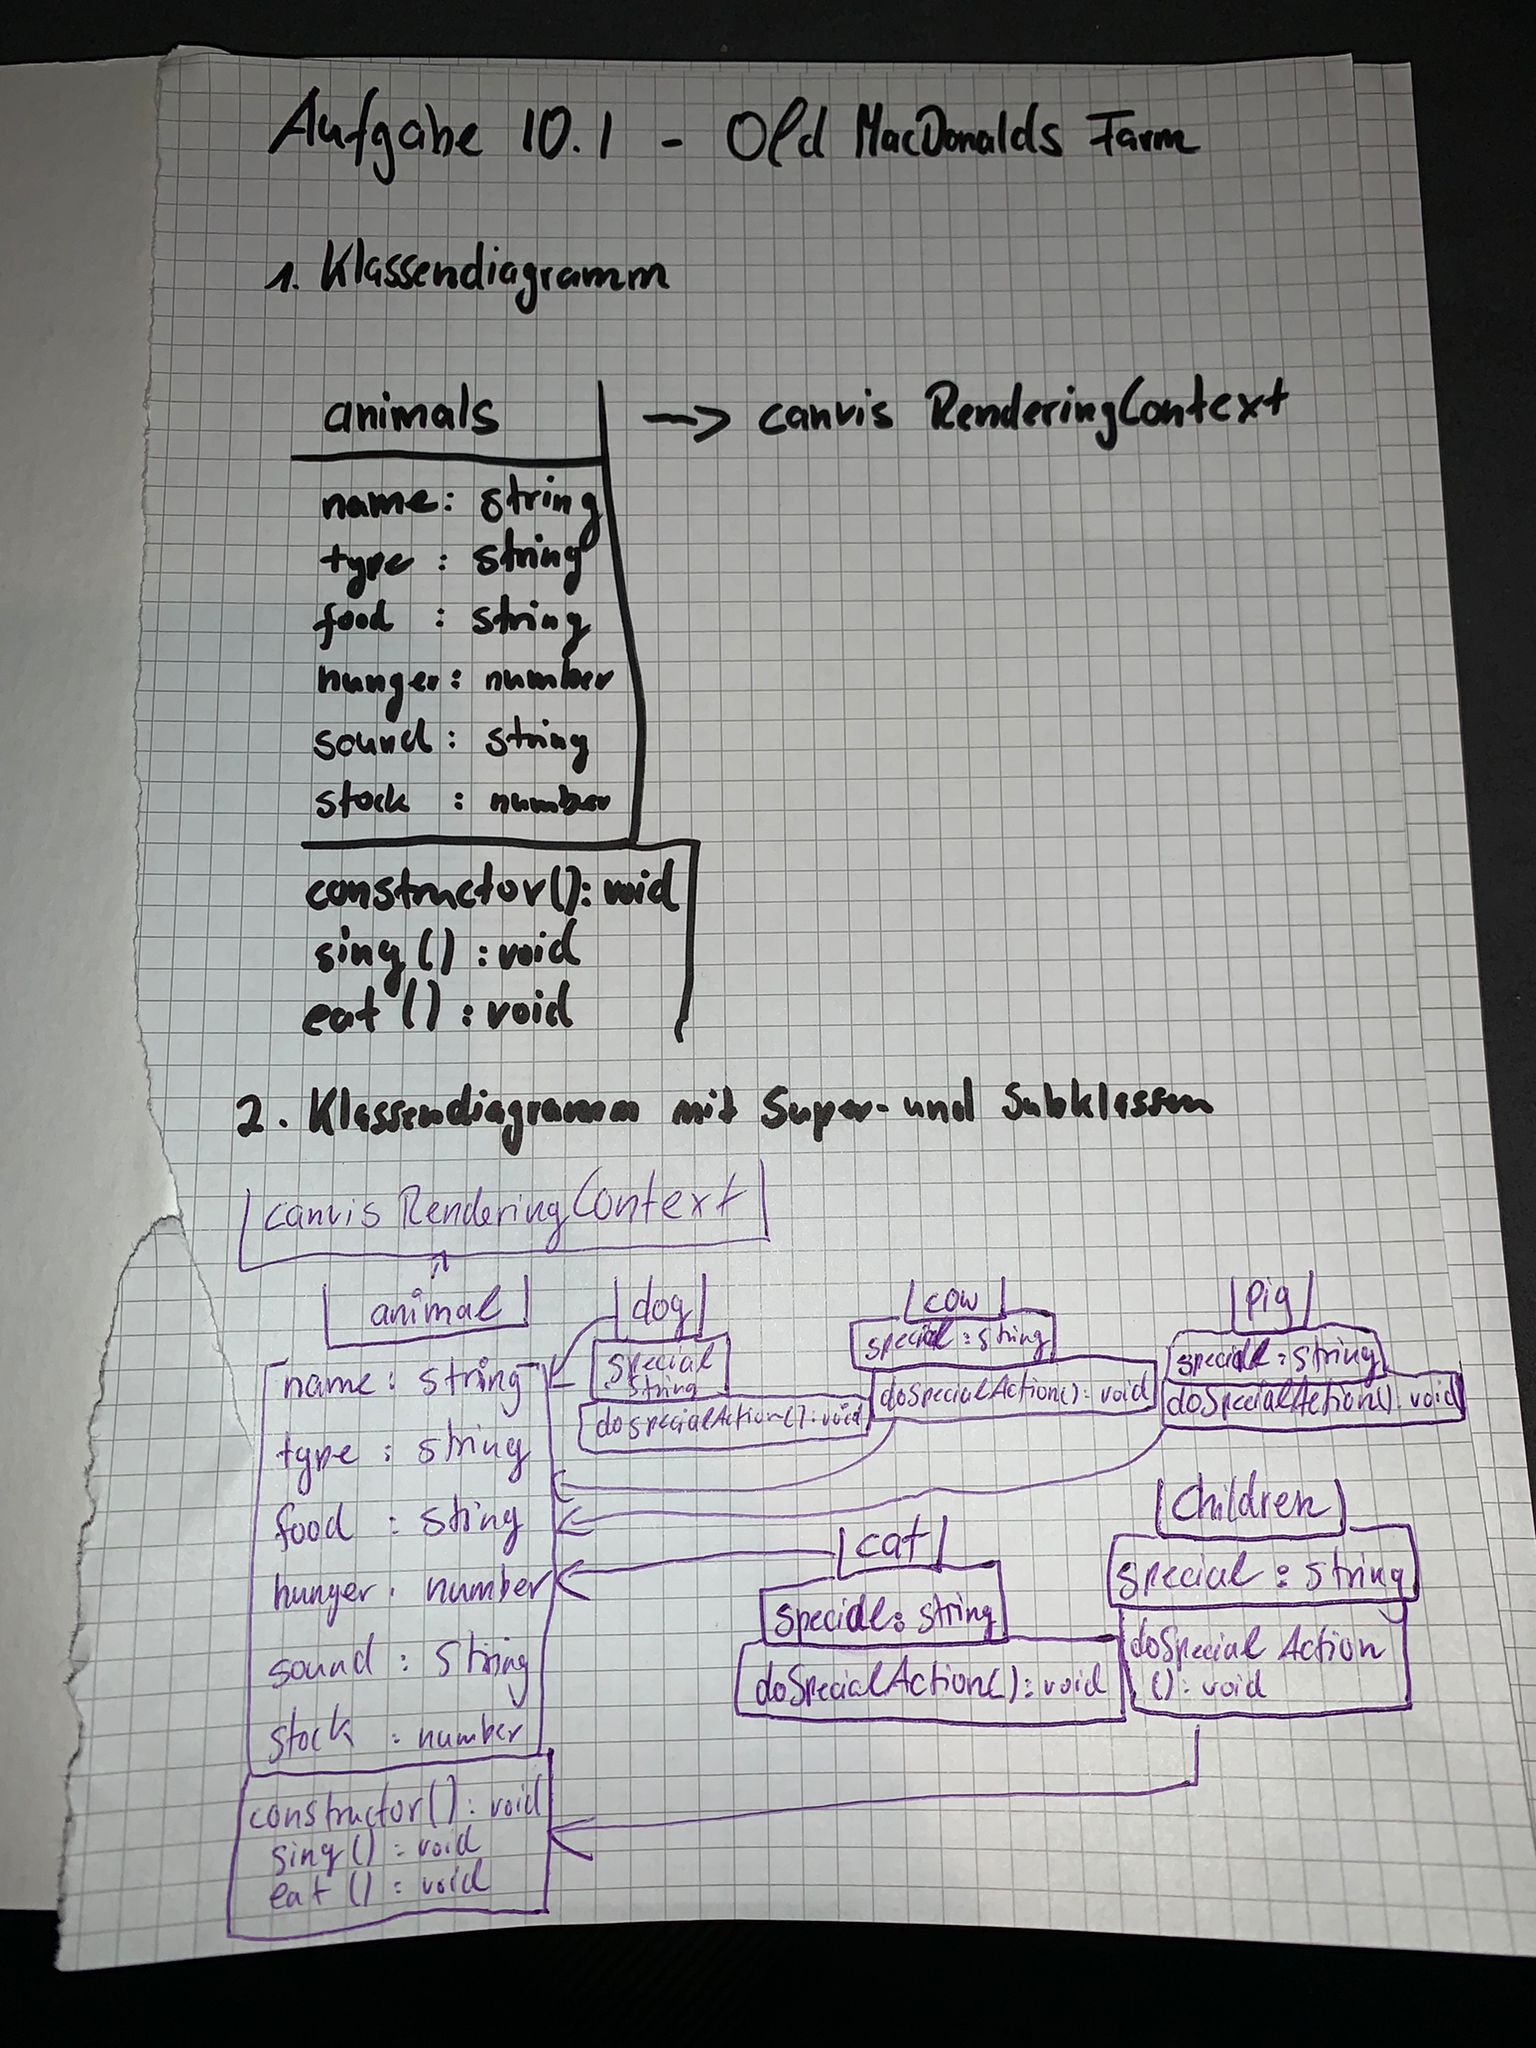 Aufgabe 10.1 - Old MacDonalds Farm
1. Klassendiagramm
animals --> canvis RenderingContext
name: string
type : string
food : string
hunger: number
sound : string
stock : number
constructor(): void
sing () : void
eat () : void
2. Klassendiagramm mit Super- und Subklassen
canvis RenderingContext
animal
name : string
type : string
food : string
hunger : number
sound : string
stock : number
constructor() : void
sing () : void
eat () : void
dog
special
string
doSpecialAction() : void
cow
special : string
doSpecialAction() : void
pig
special : string
doSpecialAction() : void
cat
special : string
doSpecialAction() : void
Children
special : string
doSpecial Action
() : void